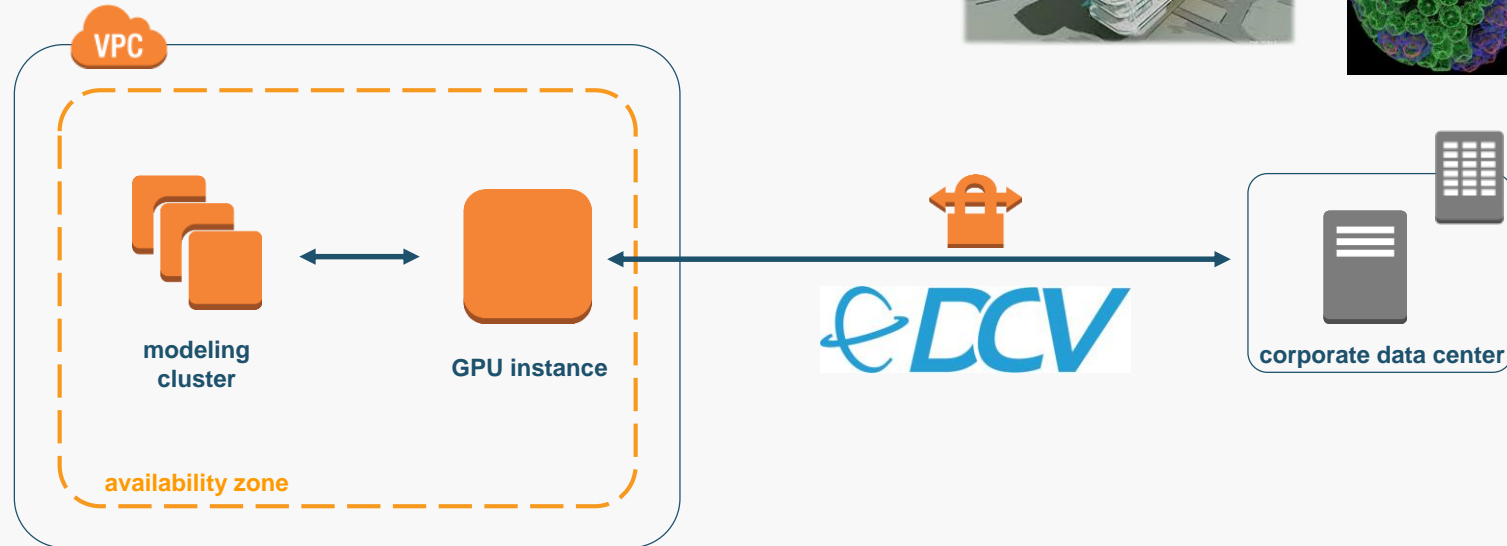 VPC
modeling
cluster
GPU instance
availability zone
DCV
corporate data center